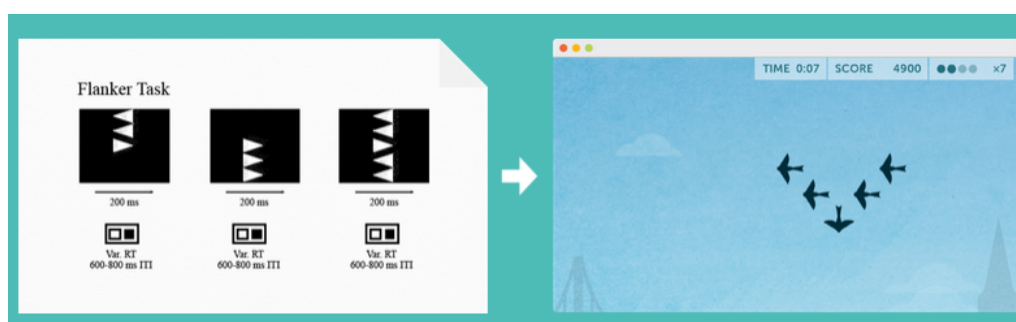 Flanker Task
200 ms
200 ms
200 ms
Var. RT
600-800 ms ITI
Var. RT
600-800 ms ITI
Var. RT
600-800 ms ITI
TIME 0:07 SCORE 4900 x7